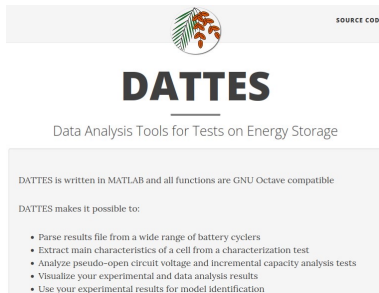 SOURCE COD
DATTES
Data Analysis Tools for Tests on Energy Storage
DATTES is written in MATLAB and all functions are GNU Octave compatible
DATTES makes it possible to:
• Parse results file from a wide range of battery cyclers
• Extract main characteristics of a cell from a characterization test
• Analyze pseudo-open circuit voltage and incremental capacity analysis tests
• Visualize your experimental and data analysis results
• Use your experimental results for model identification